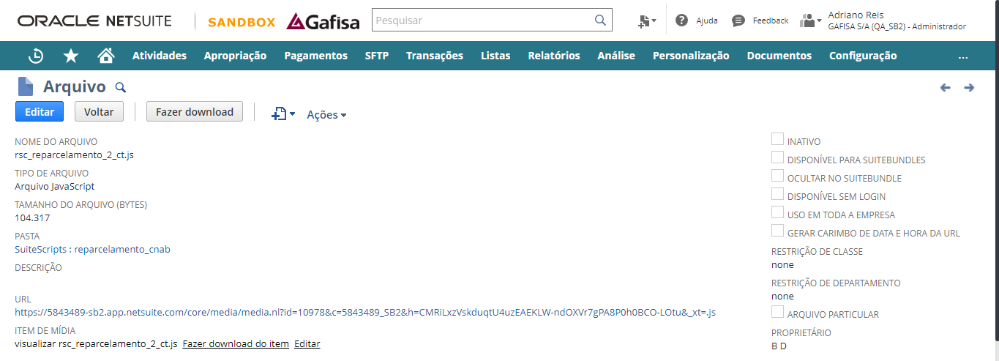 ORACLE NETSUITE
SANDBOX
Gafisa
Pesquisar
Ajuda
Feedback
Adriano Reis
GAFISA S/A (QA_SB2) - Administrador
Atividades Apropriação Pagamentos SFTP Transações Listas Relatórios Análise Personalização Documentos Configuração ...
Arquivo
Editar Voltar Fazer download Ações
NOME DO ARQUIVO
rsc_reparcelamento_2_ct.js
TIPO DE ARQUIVO
Arquivo JavaScript
TAMANHO DO ARQUIVO (BYTES)
104.317
PASTA
SuiteScripts : reparcelamento_cnab
DESCRIÇÃO
URL
https://5843489-sb2.app.netsuite.com/core/media/media.nl?id=10978&c=5843489_SB2&h=CMRiLxzVskduqtU4uzEAEKLW-ndOXVr7gPA8P0h0BCO-LOtu&_xt=.js
ITEM DE MÍDIA
visualizar rsc_reparcelamento_2_ct.js Fazer download do item Editar
INATIVO
DISPONÍVEL PARA SUITEBUNDLES
OCULTAR NO SUITEBUNDLE
DISPONÍVEL SEM LOGIN
USO EM TODA A EMPRESA
GERAR CARIMBO DE DATA E HORA DA URL
RESTRIÇÃO DE CLASSE
none
RESTRIÇÃO DE DEPARTAMENTO
none
ARQUIVO PARTICULAR
PROPRIETÁRIO
B D